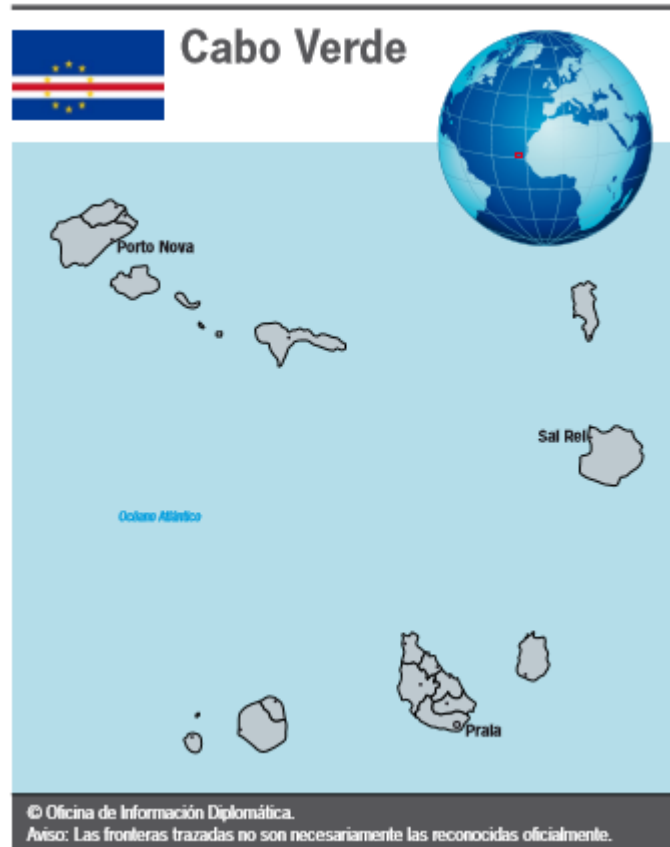 Cabo Verde
Porto Nova
Sal Rei
Océano Atlántico
Praia
© Oficina de Información Diplomática.
Aviso: Las fronteras trazadas no son necesariamente las reconocidas oficialmente.